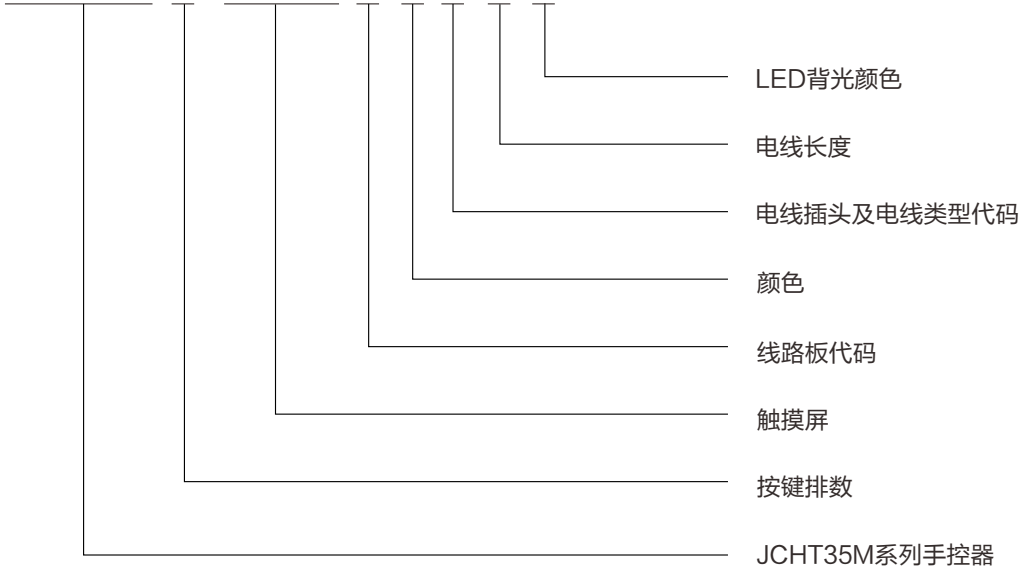 LED背光颜色
电线长度
电线插头及电线类型代码
颜色
线路板代码
触摸屏
按键排数
JCHT35M系列手控器